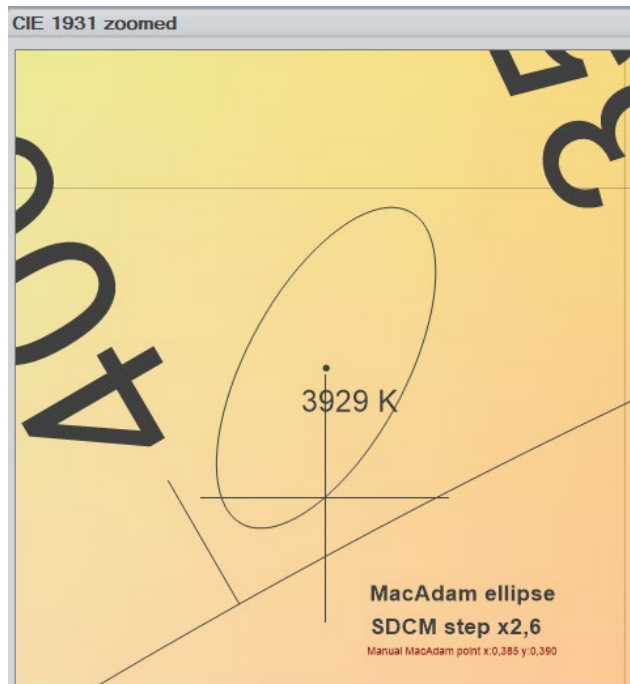 CIE 1931 zoomed
3929 K
MacAdam ellipse
SDCM step x2,6
Manual MacAdam point x:0,385 y:0,390